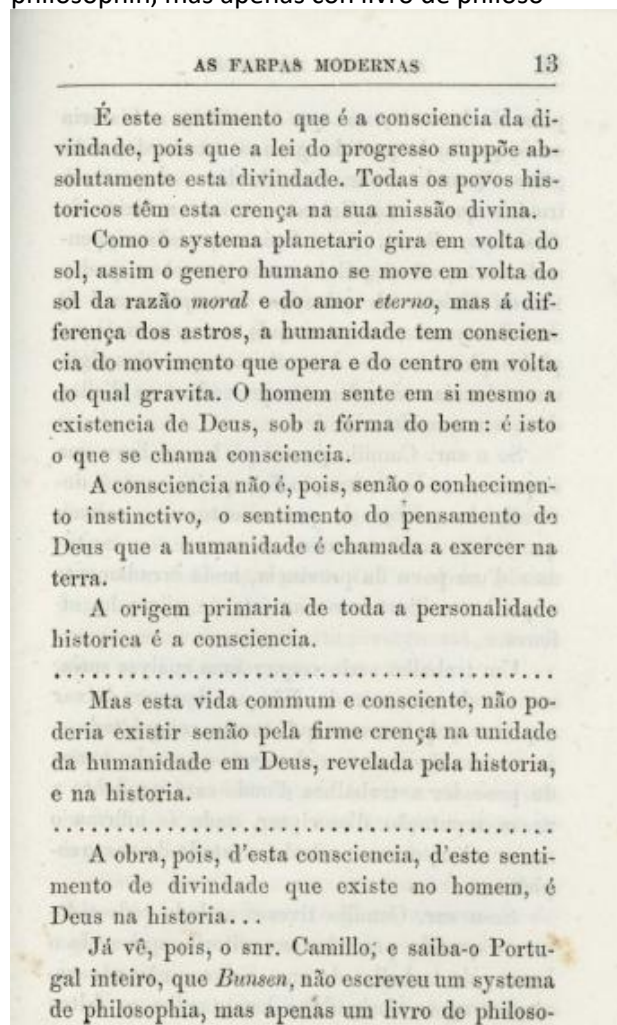 philosophin, mas apenas con livro de philoso-
AS FARPAS MODERNAS 13
É este sentimento que é a consciencia da di-
vindade, pois que a lei do progresso suppõe ab-
solutamente esta divindade. Todas os povos his-
toricos têm esta crença na sua missão divina.
Como o systema planetario gira em volta do
sol, assim o genero humano se move em volta do
sol da razão moral e do amor eterno, mas á dif-
ferença dos astros, a humanidade tem conscien-
cia do movimento que opera e do centro em volta
do qual gravita. O homem sente em si mesmo a
existencia de Deus, sob a fórma do bem: é isto
o que se chama consciencia.
A consciencia não é, pois, senão o conhecimen-
to instinctivo, o sentimento do pensamento de
Deus que a humanidade é chamada a exercer na
terra.
A origem primaria de toda a personalidade
historica é a consciencia.
. . . . . . . . . . . . . . . . . . . . . . . . . . . . . . . . . .
Mas esta vida commum e consciente, não po-
deria existir senão pela firme crença na unidade
da humanidade em Deus, revelada pela historia,
e na historia.
. . . . . . . . . . . . . . . . . . . . . . . . . . . . . . . . . .
A obra, pois, d'esta consciencia, d'este senti-
mento de divindade que existe no homem, é
Deus na historia...
Já vê, pois, o snr. Camillo; e saiba-o Portu-
gal inteiro, que Bunsen, não escreveu um systema
de philosophia, mas apenas um livro de philoso-